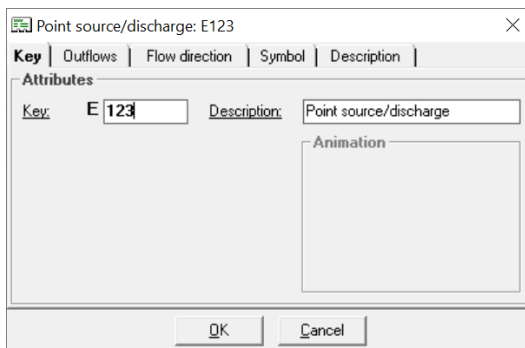 Point source/discharge: E123
Key Outflows Flow direction Symbol Description
Attributes
Key: E 123 Description: Point source/discharge
Animation
OK Cancel